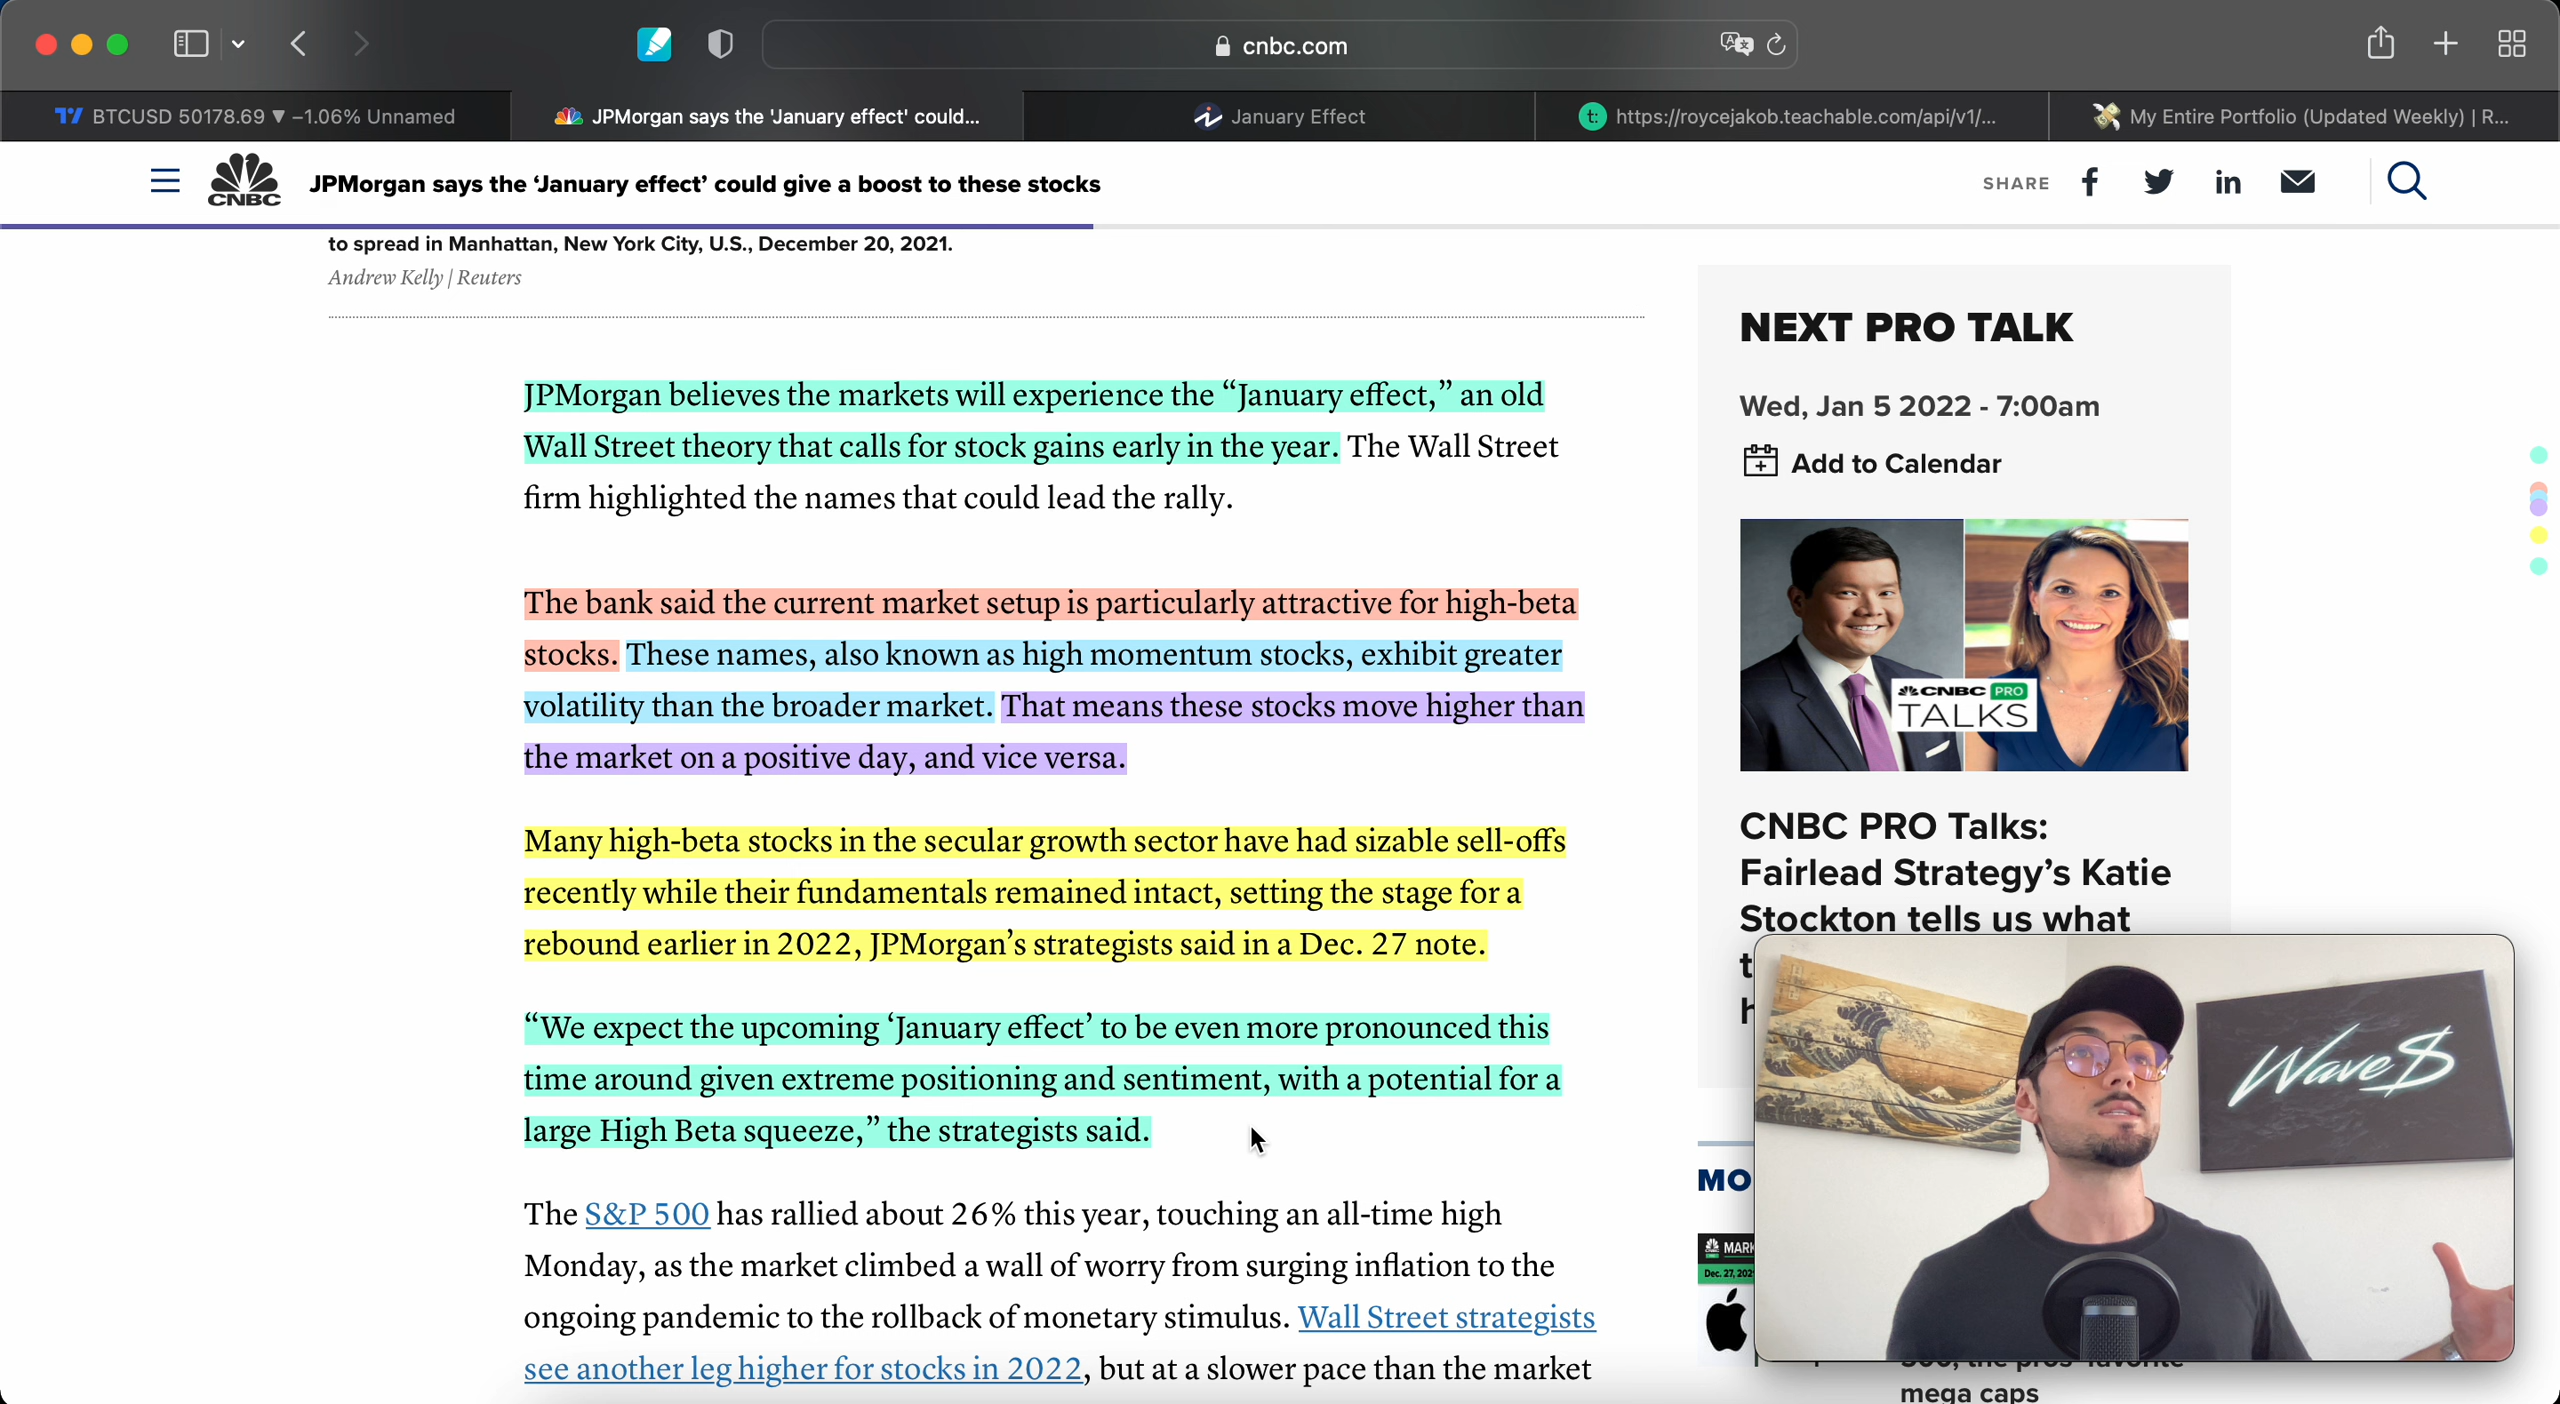 cnbc.com
BTCUSD 50178.69 ▼ −1.06% Unnamed
JPMorgan says the 'January effect' could...
January Effect
t: https://roycejakob.teachable.com/api/v1/...
My Entire Portfolio (Updated Weekly) | R...
CNBC
JPMorgan says the ‘January effect’ could give a boost to these stocks
SHARE
to spread in Manhattan, New York City, U.S., December 20, 2021.
Andrew Kelly | Reuters
JPMorgan believes the markets will experience the “January effect,” an old
Wall Street theory that calls for stock gains early in the year. The Wall Street
firm highlighted the names that could lead the rally.
The bank said the current market setup is particularly attractive for high-beta
stocks. These names, also known as high momentum stocks, exhibit greater
volatility than the broader market. That means these stocks move higher than
the market on a positive day, and vice versa.
Many high-beta stocks in the secular growth sector have had sizable sell-offs
recently while their fundamentals remained intact, setting the stage for a
rebound earlier in 2022, JPMorgan’s strategists said in a Dec. 27 note.
“We expect the upcoming ‘January effect’ to be even more pronounced this
time around given extreme positioning and sentiment, with a potential for a
large High Beta squeeze,” the strategists said.
The S&P 500 has rallied about 26% this year, touching an all-time high
Monday, as the market climbed a wall of worry from surging inflation to the
ongoing pandemic to the rollback of monetary stimulus. Wall Street strategists
see another leg higher for stocks in 2022, but at a slower pace than the market
NEXT PRO TALK
Wed, Jan 5 2022 - 7:00am
Add to Calendar
CNBC PRO
TALKS
CNBC PRO Talks:
Fairlead Strategy’s Katie
Stockton tells us what
t
h
MO
MARK
Dec. 27, 202
Wave$
mega caps